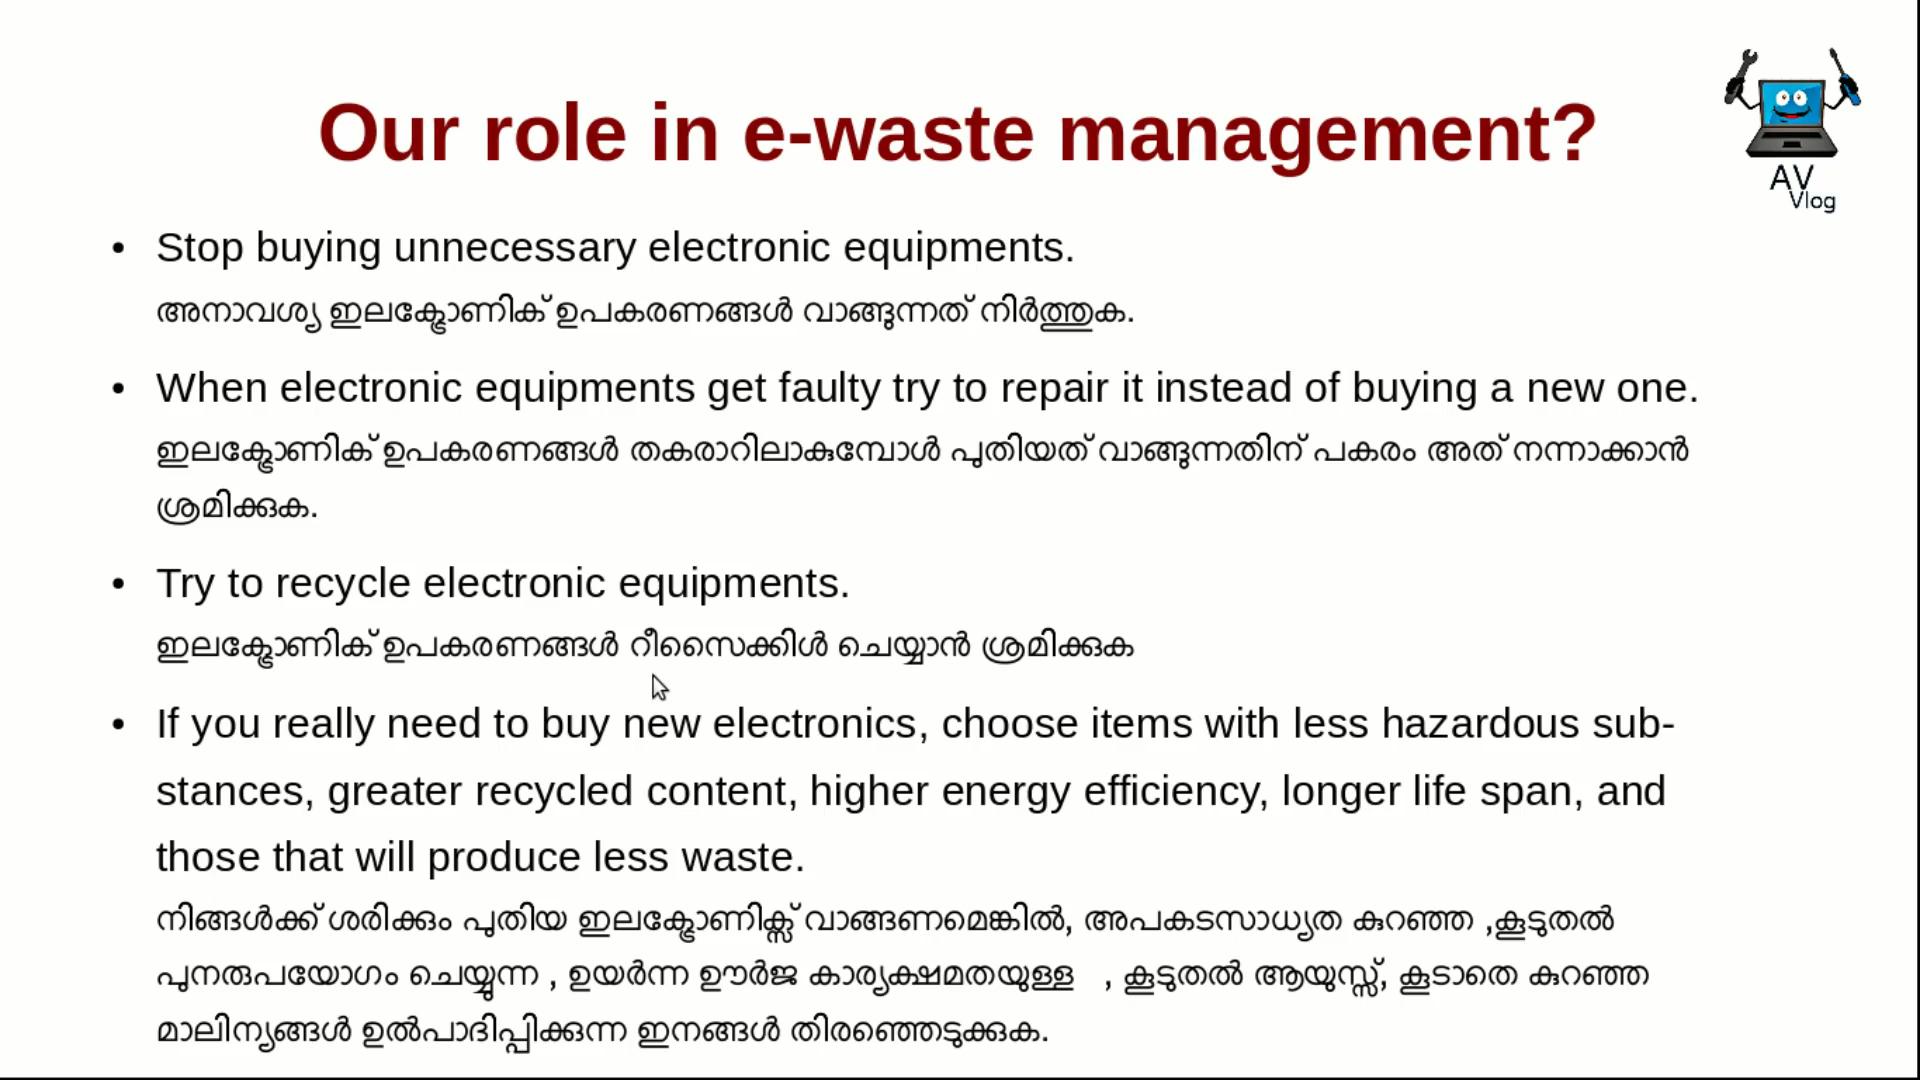 Our role in e-waste management?
AV
Vlog
• Stop buying unnecessary electronic equipments.
അനാവശ്യ ഇലക്ട്രോണിക് ഉപകരണങ്ങൾ വാങ്ങുന്നത് നിർത്തുക.
• When electronic equipments get faulty try to repair it instead of buying a new one.
ഇലക്ട്രോണിക് ഉപകരണങ്ങൾ തകരാറിലാകുമ്പോൾ പുതിയത് വാങ്ങുന്നതിന് പകരം അത് നന്നാക്കാൻ
ശ്രമിക്കുക.
• Try to recycle electronic equipments.
ഇലക്ട്രോണിക് ഉപകരണങ്ങൾ റീസൈക്കിൾ ചെയ്യാൻ ശ്രമിക്കുക
• If you really need to buy new electronics, choose items with less hazardous sub-
stances, greater recycled content, higher energy efficiency, longer life span, and
those that will produce less waste.
നിങ്ങൾക്ക് ശരിക്കും പുതിയ ഇലക്ട്രോണിക്സ് വാങ്ങണമെങ്കിൽ, അപകടസാധ്യത കുറഞ്ഞ ,കൂടുതൽ
പുനരുപയോഗം ചെയ്യുന്ന , ഉയർന്ന ഊർജ കാര്യക്ഷമതയുള്ള , കൂടുതൽ ആയുസ്സ്, കൂടാതെ കുറഞ്ഞ
മാലിന്യങ്ങൾ ഉൽപാദിപ്പിക്കുന്ന ഇനങ്ങൾ തിരഞ്ഞെടുക്കുക.